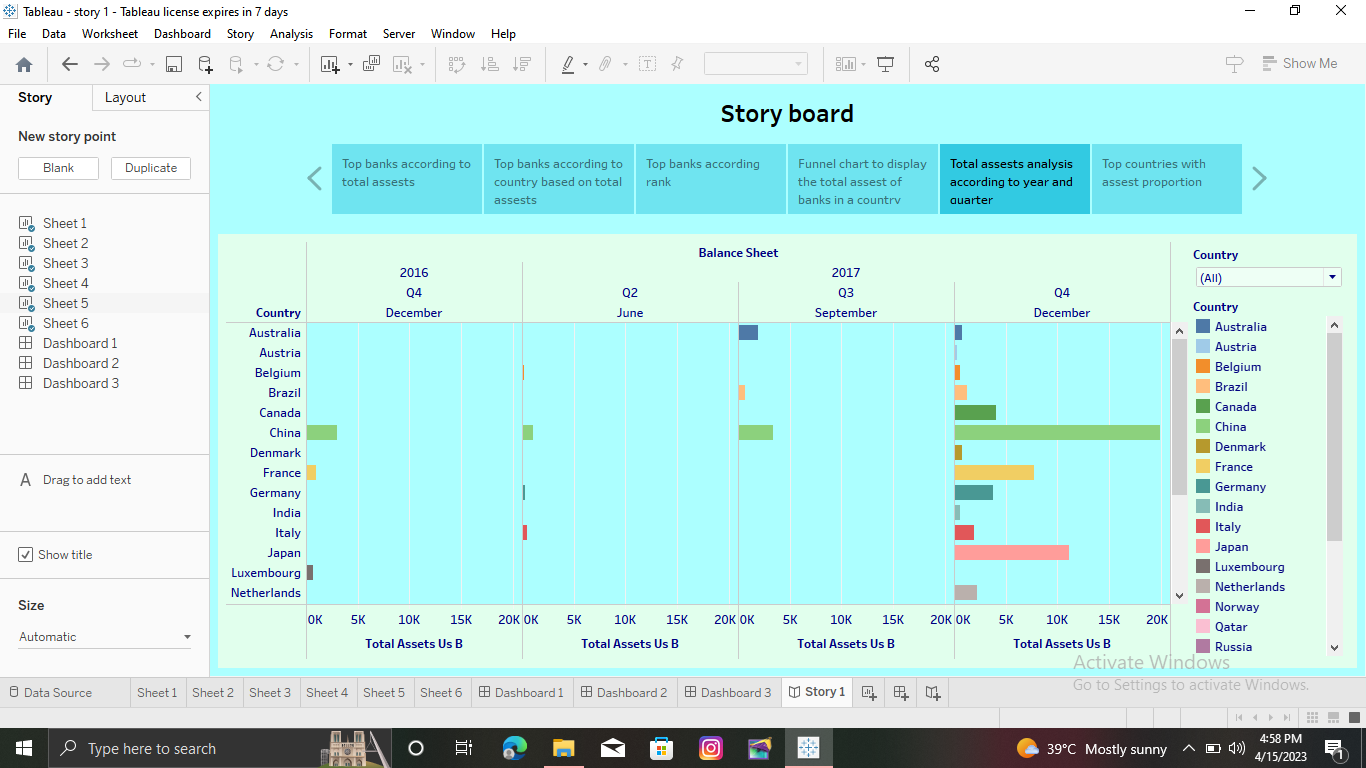 Tableau - story 1 - Tableau license expires in 7 days
File Data Worksheet Dashboard Story Analysis Format Server Window Help
Show Me
Story Layout
New story point
Blank Duplicate
Sheet 1
Sheet 2
Sheet 3
Sheet 4
Sheet 5
Sheet 6
Dashboard 1
Dashboard 2
Dashboard 3
A Drag to add text
Show title
Size
Automatic
Story board
Top banks according to
total assests
Top banks according to
country based on total
assests
Top banks according
rank
Funnel chart to display
the total assest of
banks in a country
Total assests analysis
according to year and
quarter
Top countries with
assest proportion
Balance Sheet
2016 2017
Q4 Q2 Q3 Q4
Country December June September December
Australia
Austria
Belgium
Brazil
Canada
China
Denmark
France
Germany
India
Italy
Japan
Luxembourg
Netherlands
0K 5K 10K 15K 20K 0K 5K 10K 15K 20K 0K 5K 10K 15K 20K 0K 5K 10K 15K 20K
Total Assets Us B Total Assets Us B Total Assets Us B Total Assets Us B
Country
(All)
Country
Australia
Austria
Belgium
Brazil
Canada
China
Denmark
France
Germany
India
Italy
Japan
Luxembourg
Netherlands
Norway
Qatar
Russia
Activate Windows
Go to Settings to activate Windows.
Data Source Sheet 1 Sheet 2 Sheet 3 Sheet 4 Sheet 5 Sheet 6 Dashboard 1 Dashboard 2 Dashboard 3 Story 1
Type here to search
39°C Mostly sunny
4:58 PM
4/15/2023
1